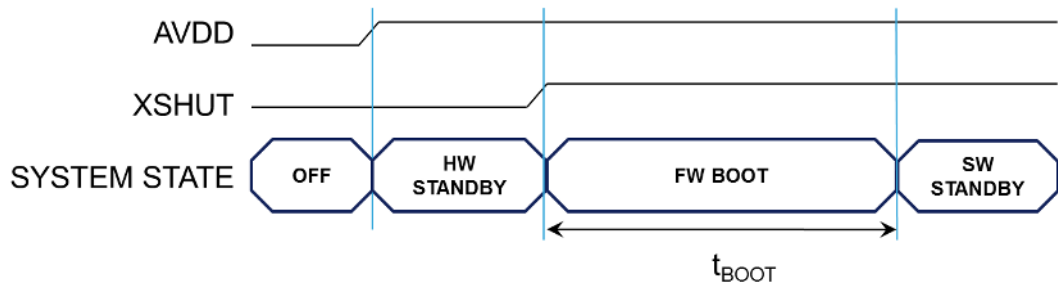 AVDD
XSHUT
SYSTEM STATE
OFF
HW
STANDBY
FW BOOT
SW
STANDBY
tBOOT